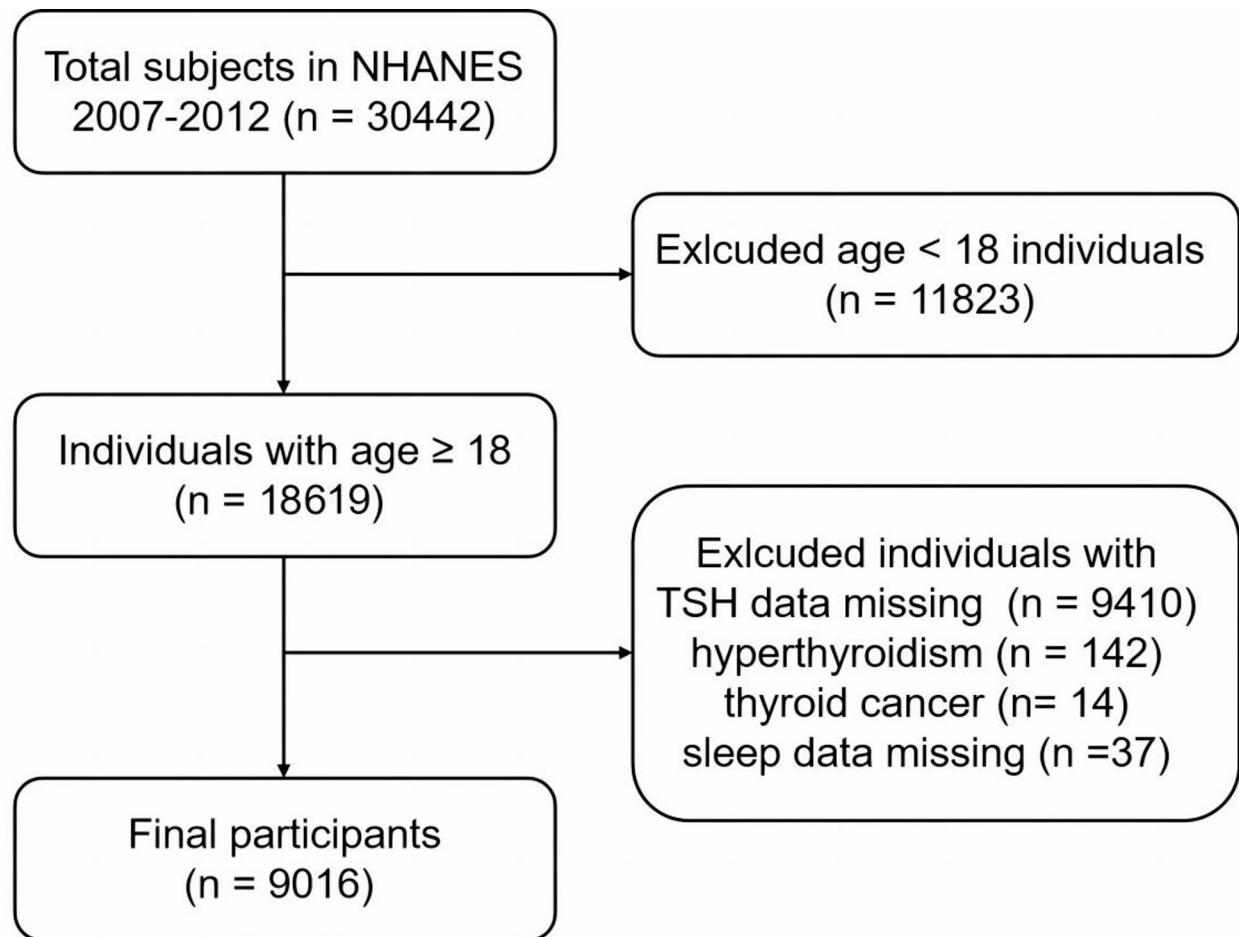 Total subjects in NHANES
2007-2012 (n = 30442)
Exlcuded age < 18 individuals
(n = 11823)
Individuals with age ≥ 18
(n = 18619)
Exlcuded individuals with
TSH data missing  (n = 9410)
hyperthyroidism (n = 142)
thyroid cancer (n= 14)
sleep data missing (n =37)
Final participants
(n = 9016)